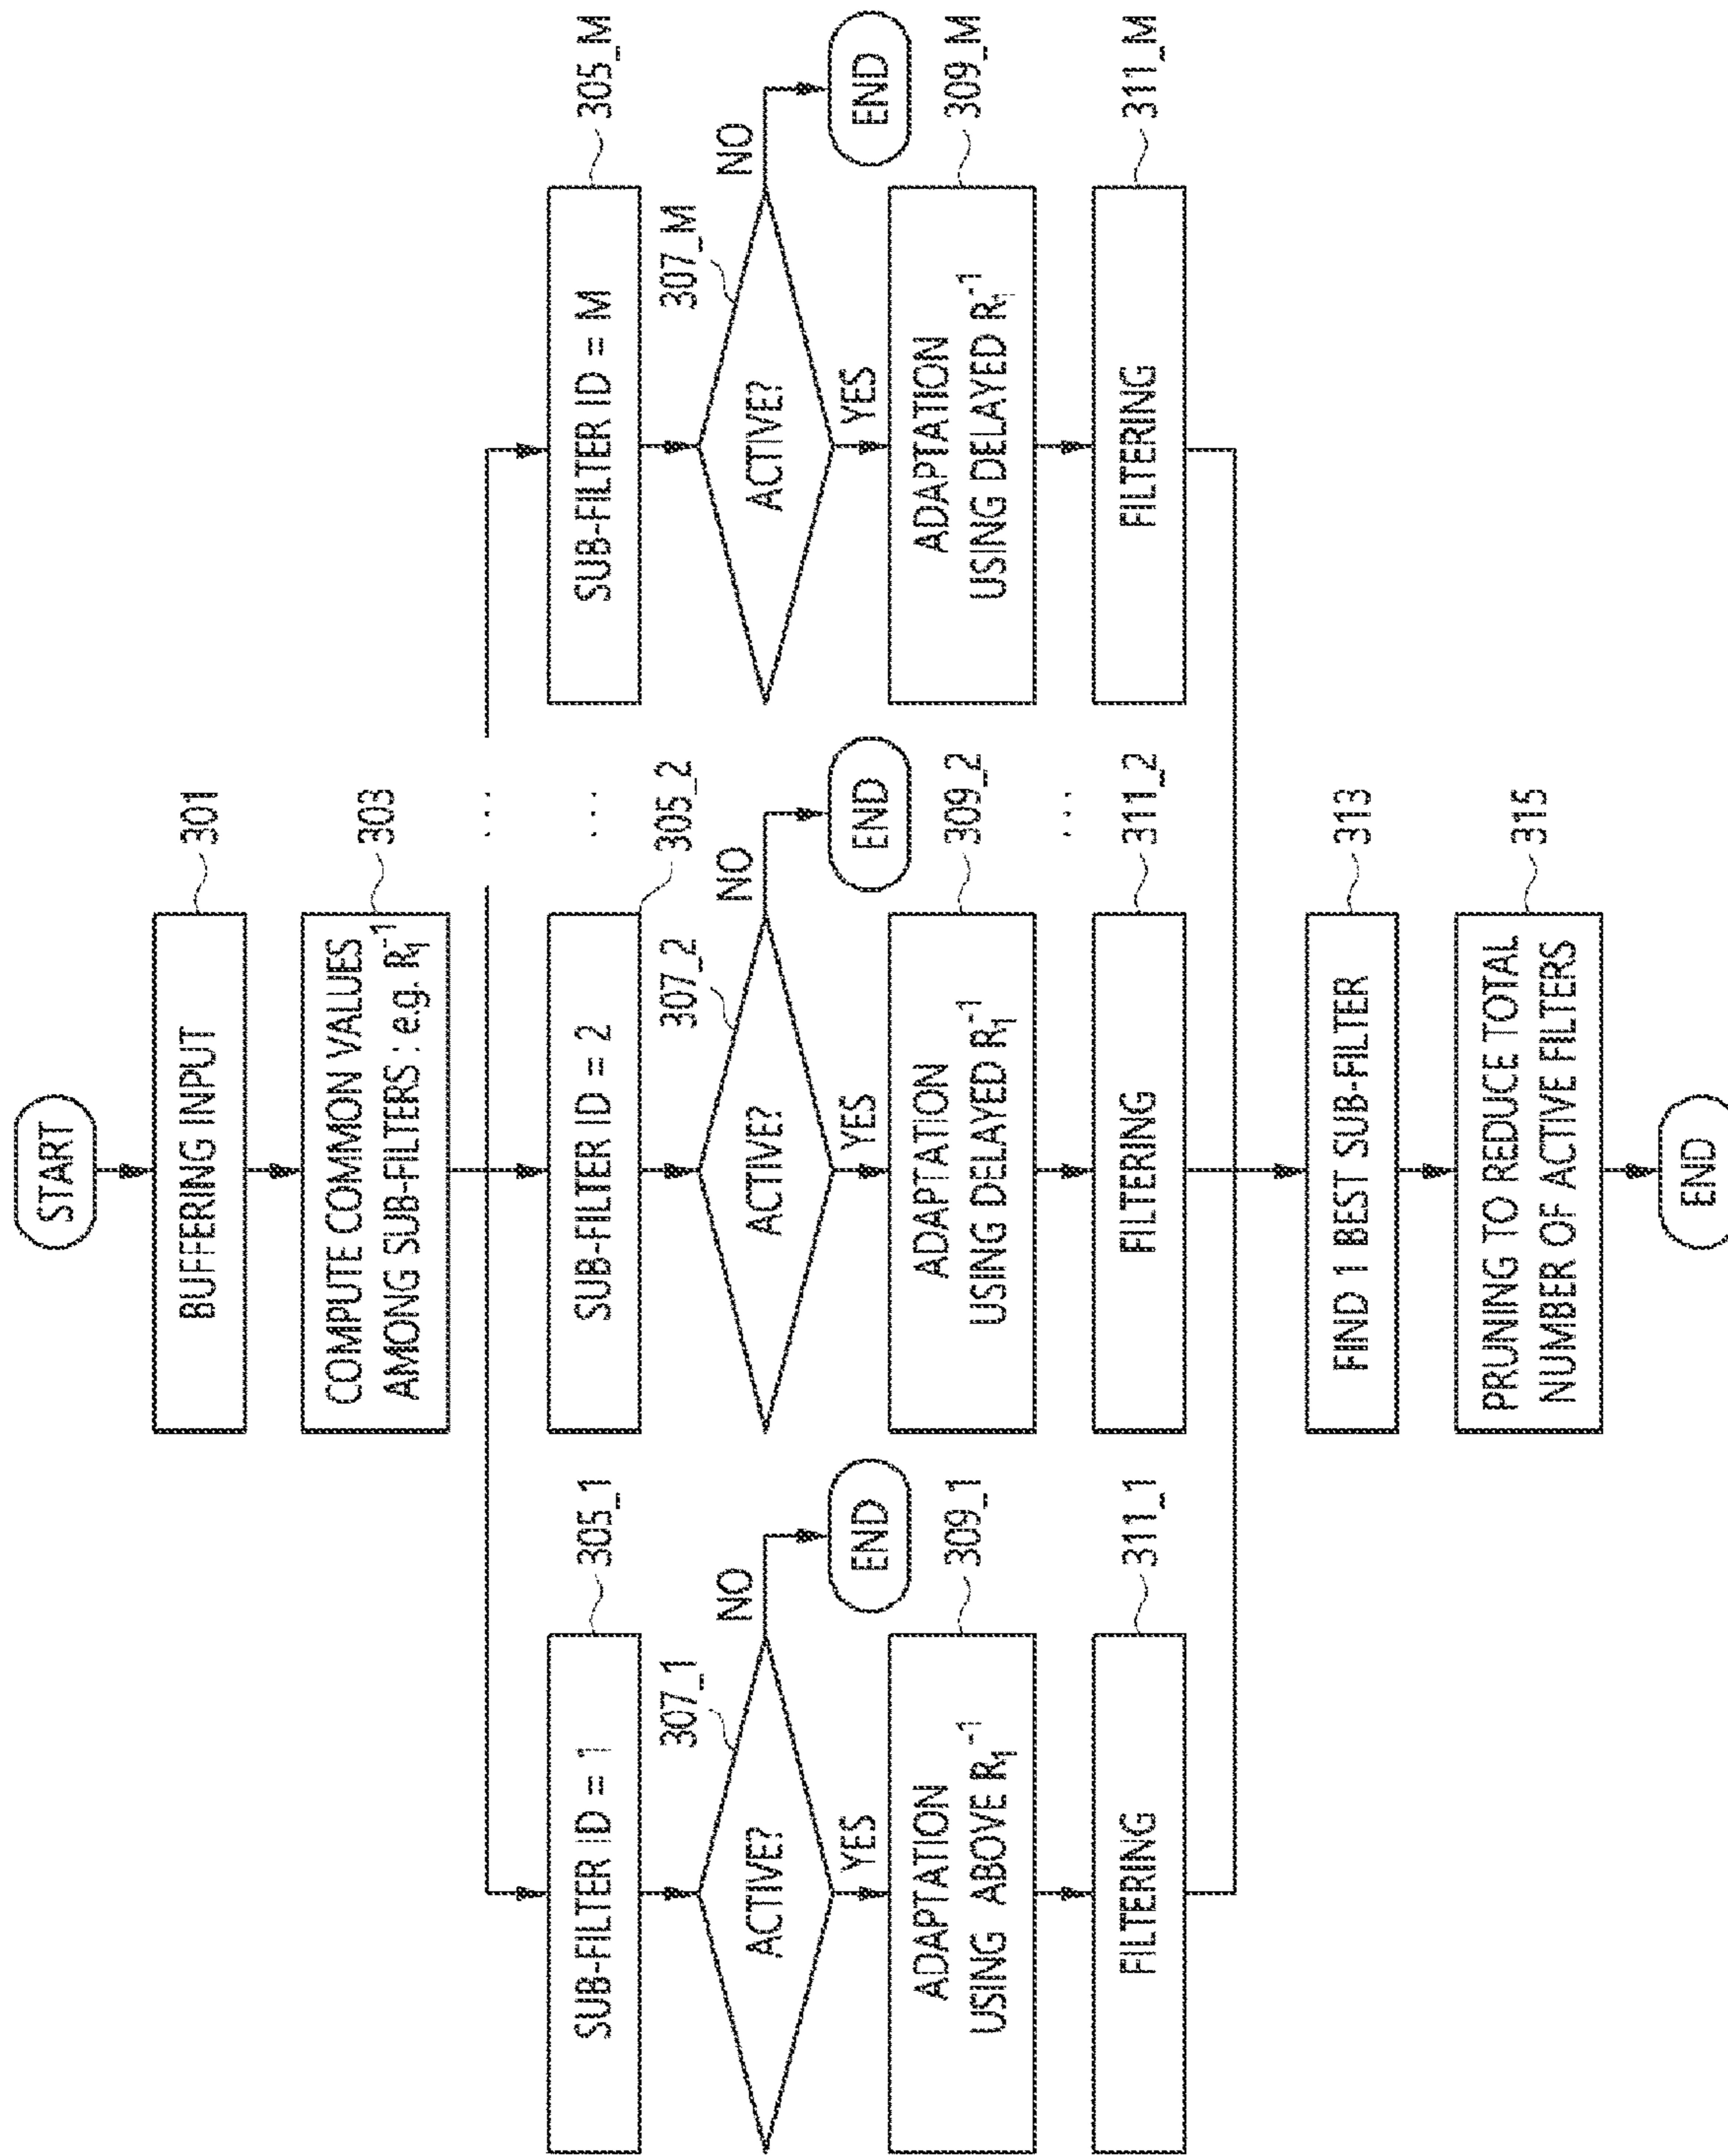 START
BUFFERING INPUT
301
COMPUTE COMMON VALUES
AMONG SUB-FILTERS : e.g. R₁⁻¹
303
SUB-FILTER ID = 1
305_1
SUB-FILTER ID = 2
305_2
SUB-FILTER ID = M
305_M
...
...
ACTIVE?
307_1
NO
YES
END
ACTIVE?
307_2
NO
YES
END
ACTIVE?
307_M
NO
YES
END
ADAPTATION
USING ABOVE R₁⁻¹
309_1
ADAPTATION
USING DELAYED R₁⁻¹
309_2
ADAPTATION
USING DELAYED R₁⁻¹
309_M
...
FILTERING
311_1
FILTERING
311_2
FILTERING
311_M
FIND 1 BEST SUB-FILTER
313
PRUNING TO REDUCE TOTAL
NUMBER OF ACTIVE FILTERS
315
END